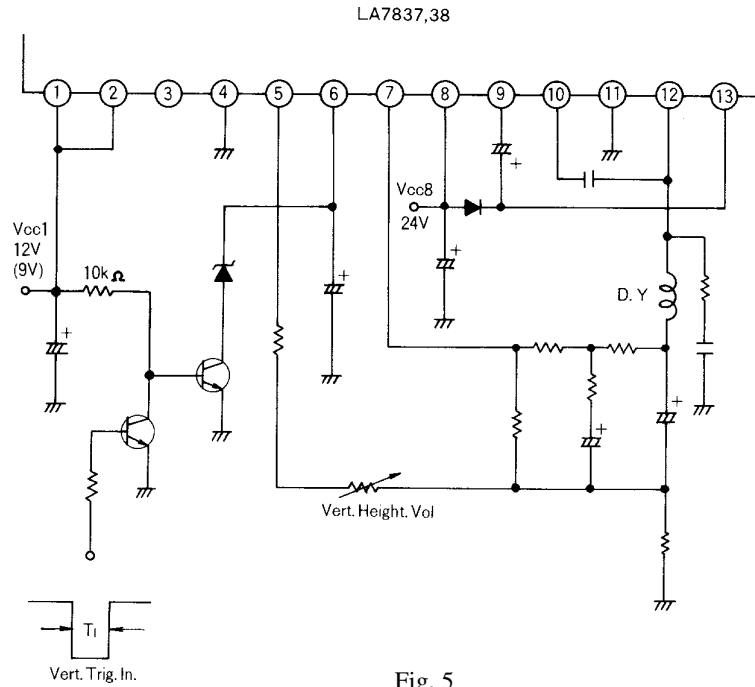 LA7837,38
1 2 3 4 5 6 7 8 9 10 11 12 13
Vcc1
12V
(9V)
10kΩ
+
+
Vcc8
24V
+
+
D. Y
+
+
Vert. Height. Vol
T1
Vert. Trig. In.
Fig. 5